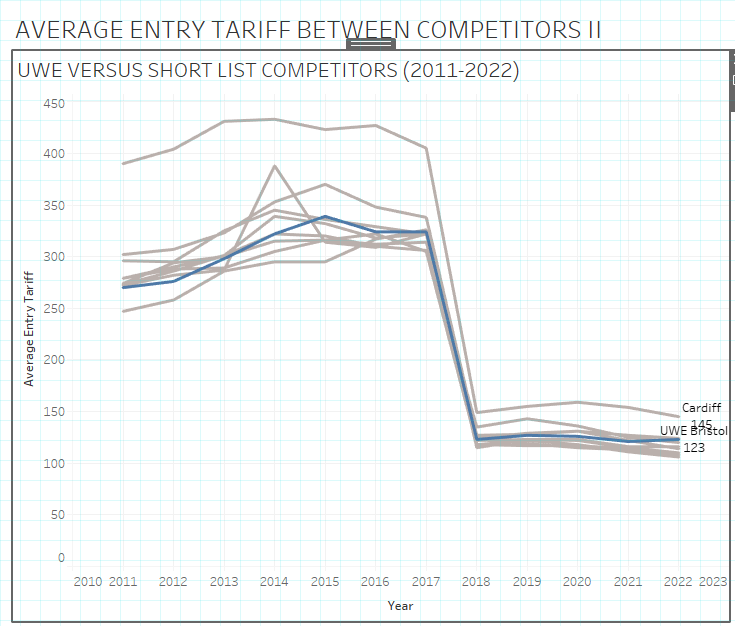 AVERAGE ENTRY TARIFF BETWEEN COMPETITORS II
UWE VERSUS SHORT LIST COMPETITORS (2011-2022)
450
400
350
300
250
200
150
100
50
0
Average Entry Tariff
Cardiff
145
UWE Bristol
123
2010 2011 2012 2013 2014 2015 2016 2017 2018 2019 2020 2021 2022 2023
Year